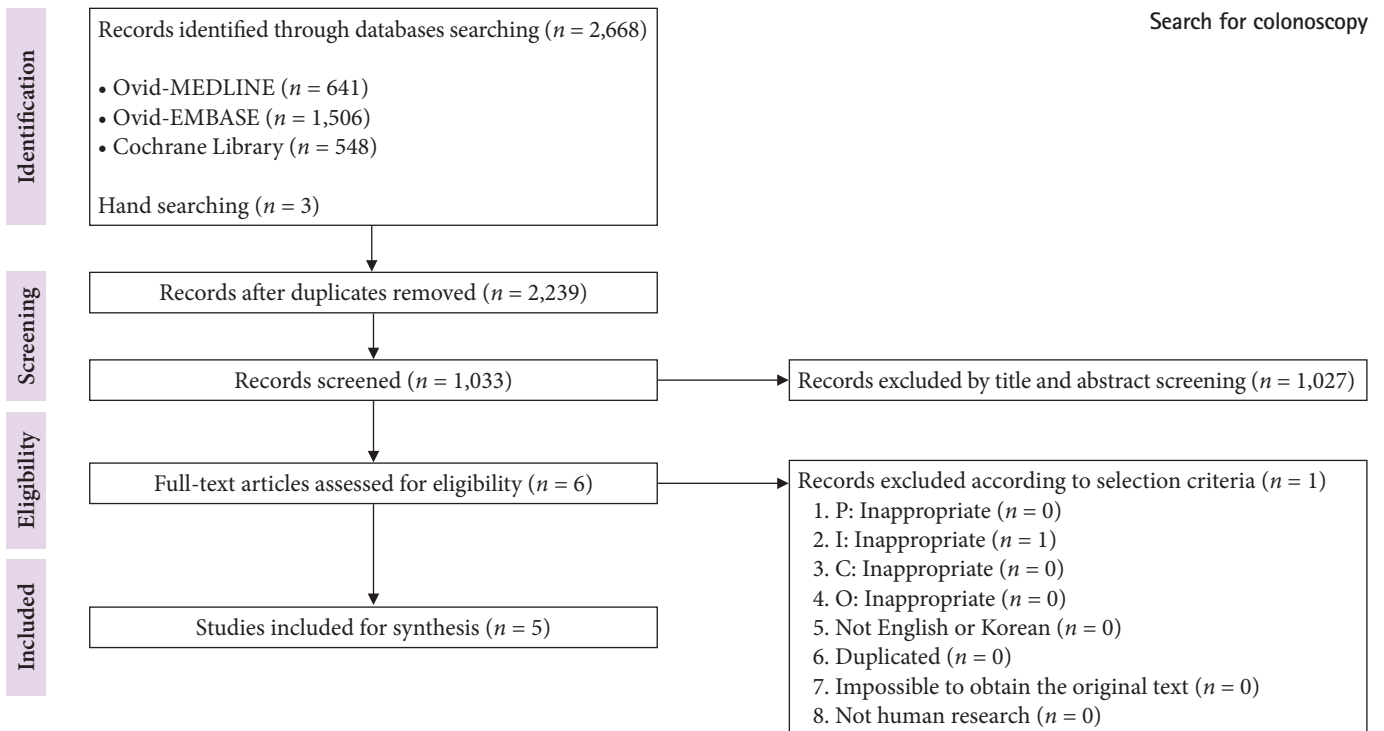 Search for colonoscopy
Identification
Records identified through databases searching (n = 2,668)
• Ovid-MEDLINE (n = 641)
• Ovid-EMBASE (n = 1,506)
• Cochrane Library (n = 548)
Hand searching (n = 3)
Screening
Records after duplicates removed (n = 2,239)
Records screened (n = 1,033)
Records excluded by title and abstract screening (n = 1,027)
Eligibility
Full-text articles assessed for eligibility (n = 6)
Records excluded according to selection criteria (n = 1)
1. P: Inappropriate (n = 0)
2. I: Inappropriate (n = 1)
3. C: Inappropriate (n = 0)
4. O: Inappropriate (n = 0)
5. Not English or Korean (n = 0)
6. Duplicated (n = 0)
7. Impossible to obtain the original text (n = 0)
8. Not human research (n = 0)
Included
Studies included for synthesis (n = 5)